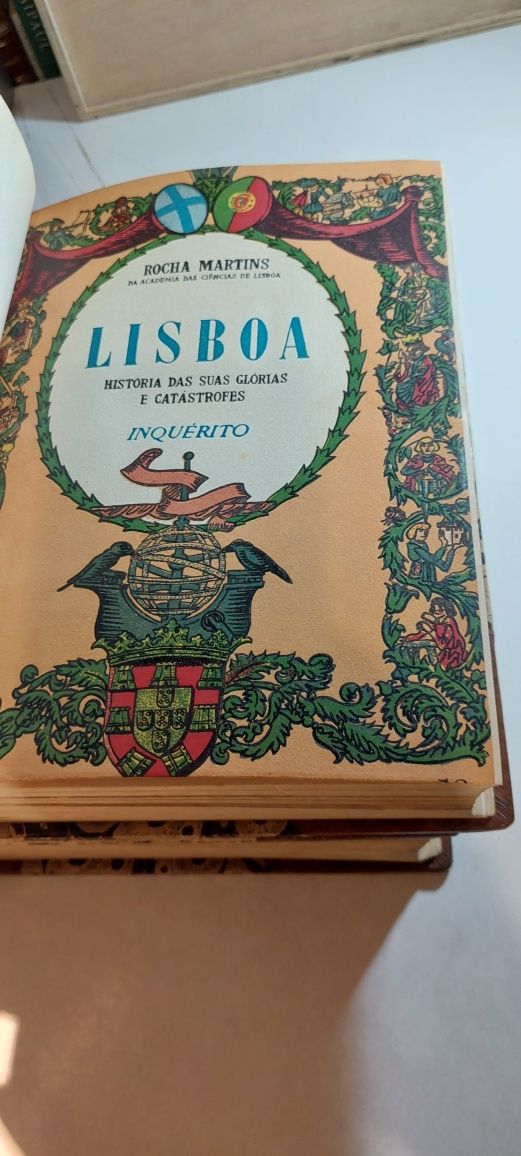 ROCHA MARTINS
DA ACADEMIA DAS CIÊNCIAS DE LISBOA
LISBOA
HISTÓRIA DAS SUAS GLÓRIAS
E CATÁSTROFES
INQUÉRITO